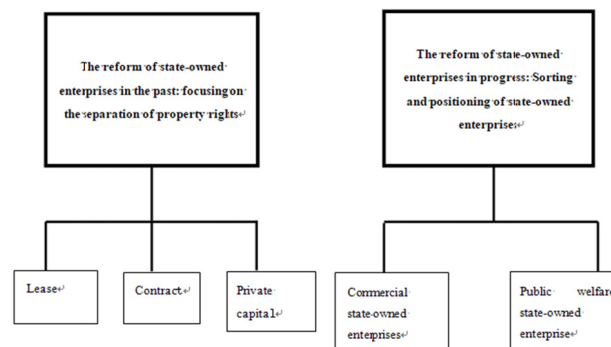 The reform of state-owned
enterprises in the past: focusing on
the separation of property rights↵
The reform of state-owned
enterprises in progress: Sorting
and positioning of state-owned
enterprises↵
Lease↵
Contract↵
Private
capital↵
Commercial
state-owned
enterprises↵
Public welfare
state-owned
enterprise↵